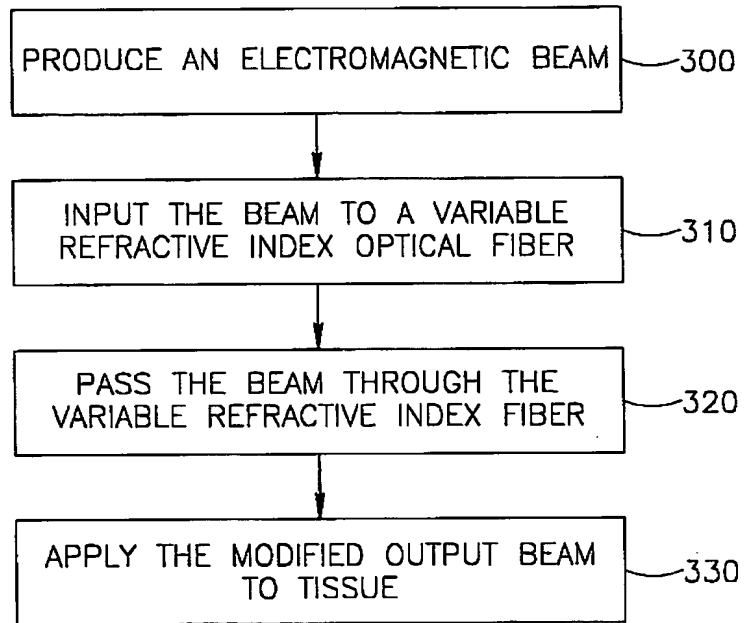 PRODUCE AN ELECTROMAGNETIC BEAM
300
INPUT THE BEAM TO A VARIABLE
REFRACTIVE INDEX OPTICAL FIBER
310
PASS THE BEAM THROUGH THE
VARIABLE REFRACTIVE INDEX FIBER
320
APPLY THE MODIFIED OUTPUT BEAM
TO TISSUE
330